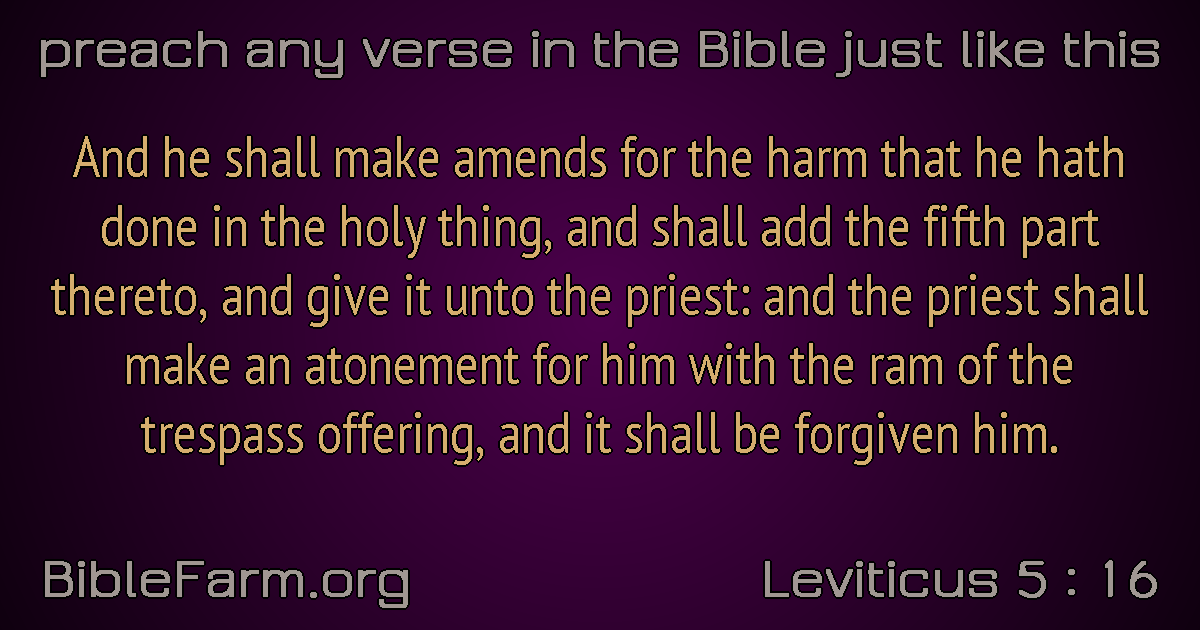 preach any verse in the Bible just like this
And he shall make amends for the harm that he hath
done in the holy thing, and shall add the fifth part
thereto, and give it unto the priest: and the priest shall
make an atonement for him with the ram of the
trespass offering, and it shall be forgiven him.
BibleFarm.org
Leviticus 5 : 16